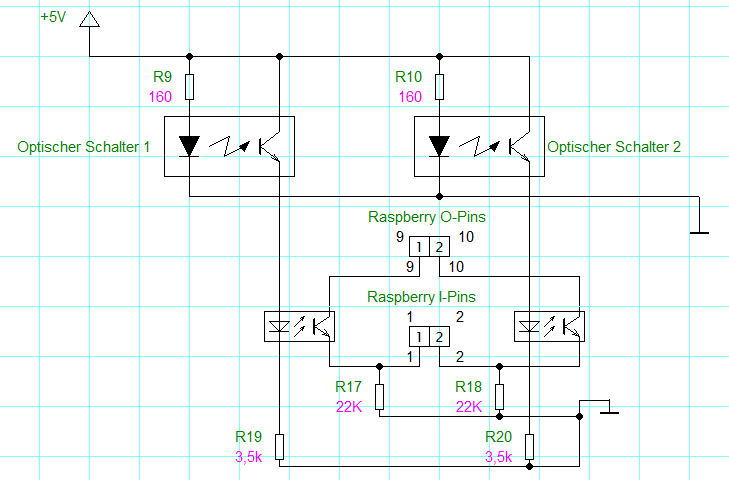 +5V
R9
160
R10
160
Optischer Schalter 1
Optischer Schalter 2
Raspberry O-Pins
9 1 2 10
9 10
Raspberry I-Pins
1 2
1 2
1 2
R17
22K
R18
22K
R19
3,5k
R20
3,5k